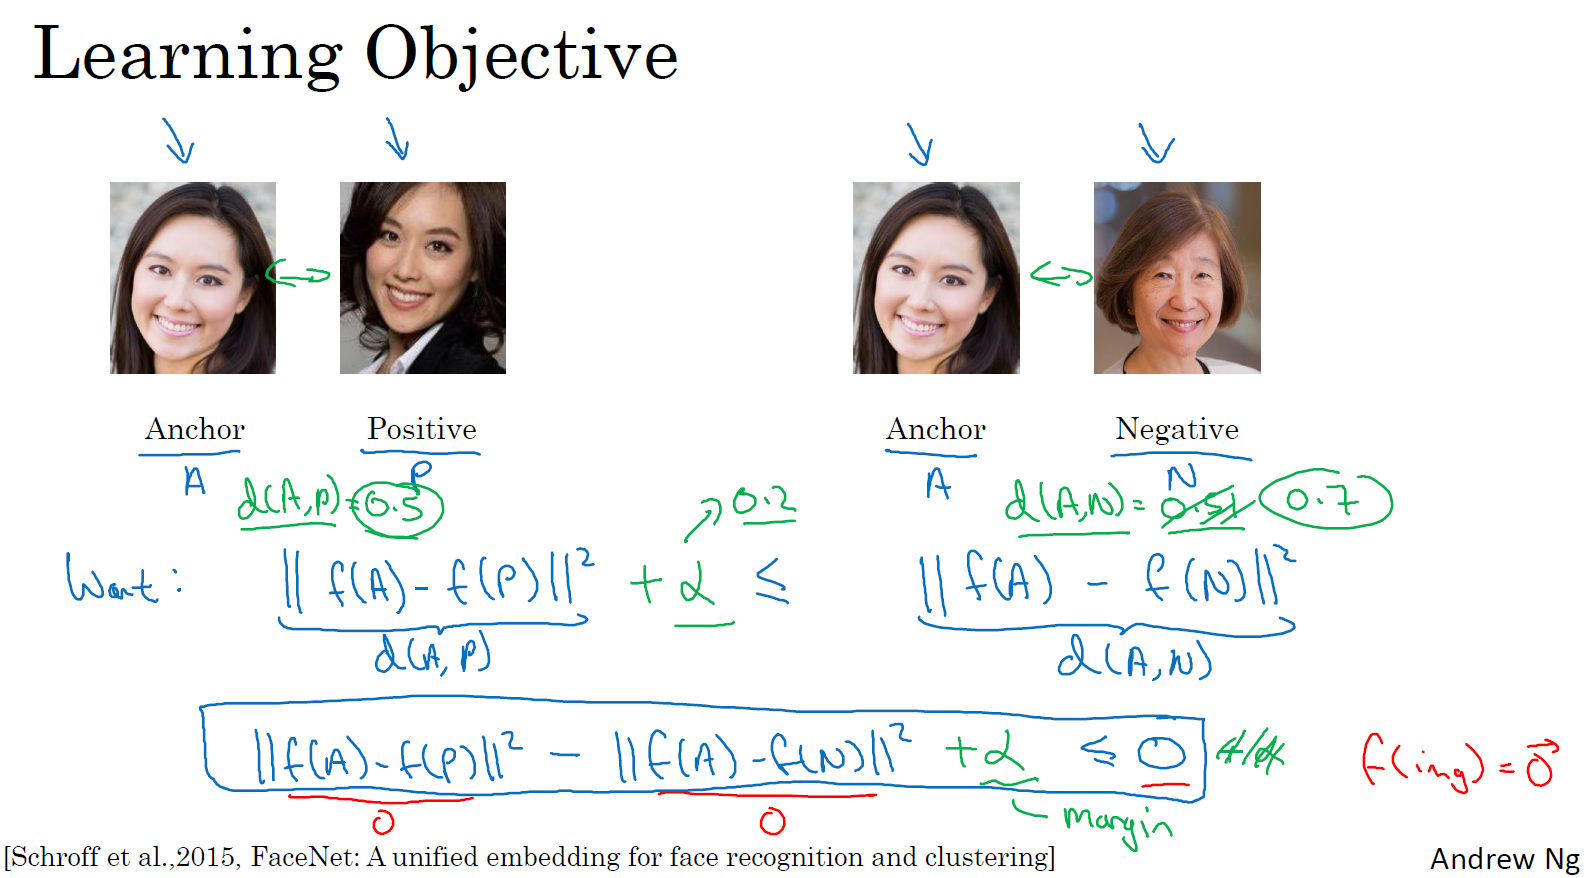 Learning Objective
Anchor Positive Anchor Negative
A P A N
d(A,P)=0.5 0.2 d(A,N)= 0.51 0.7
Want: ||f(A)-f(P)||² + α ≤ ||f(A) - f(N)||²
d(A,P) d(A,N)
||f(A)-f(P)||² - ||f(A)-f(N)||² + α ≤ 0 f(img)=0⃗
0 0 margin
[Schroff et al.,2015, FaceNet: A unified embedding for face recognition and clustering] Andrew Ng